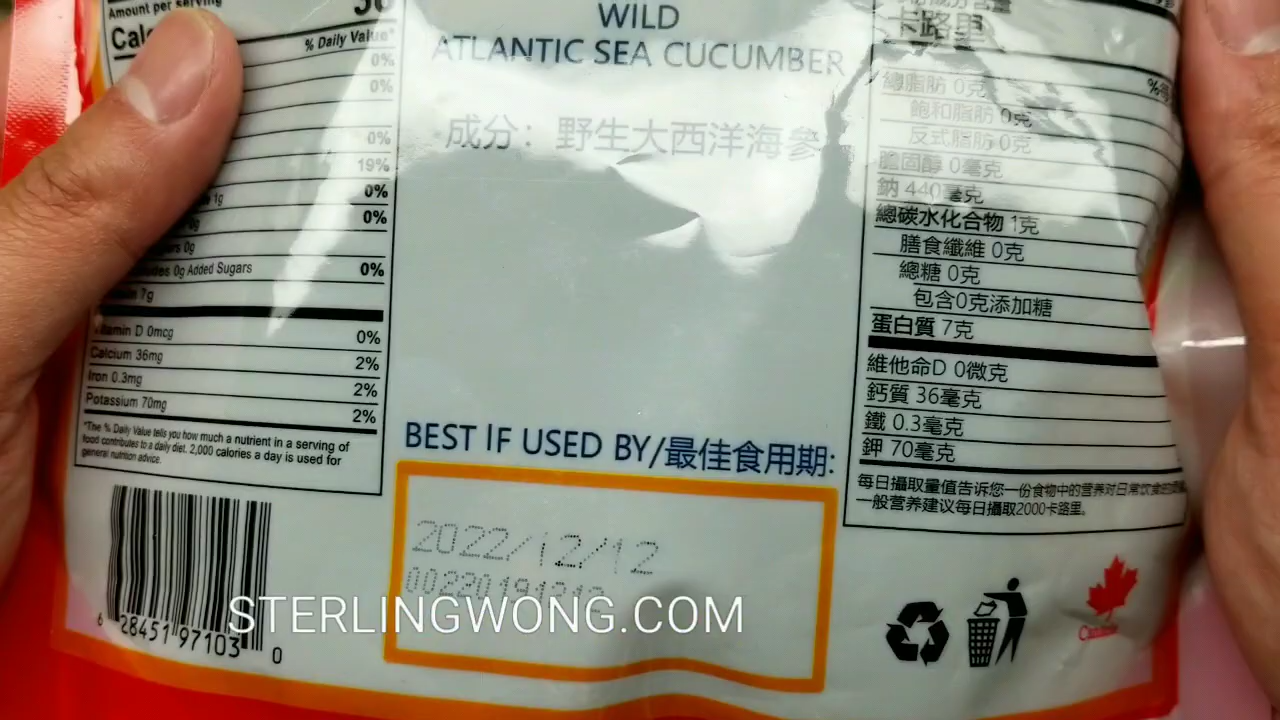 Amount per serving
% Daily Value*
0%
0%
0%
19%
1g 0%
0%
0g
0g Added Sugars 0%
7g
Vitamin D 0mcg 0%
Calcium 36mg 2%
Iron 0.3mg 2%
Potassium 70mg 2%
*The % Daily Value tells you how much a nutrient in a serving of
food contributes to a daily diet. 2,000 calories a day is used for
general nutrition advice.
6 28451 97103 0
WILD
ATLANTIC SEA CUCUMBER
成分：野生大西洋海參
BEST IF USED BY/最佳食用期:
2022/12/12
STERLINGWONG.COM
卡路里
總脂肪 0克
飽和脂肪 0克
反式脂肪 0克
膽固醇 0毫克
鈉 440毫克
總碳水化合物 1克
膳食纖維 0克
總糖 0克
包含0克添加糖
蛋白質 7克
維他命D 0微克
鈣質 36毫克
鐵 0.3毫克
鉀 70毫克
每日攝取量值告诉您一份食物中的营养对日常饮食的
一般营养建议每日攝取2000卡路里。